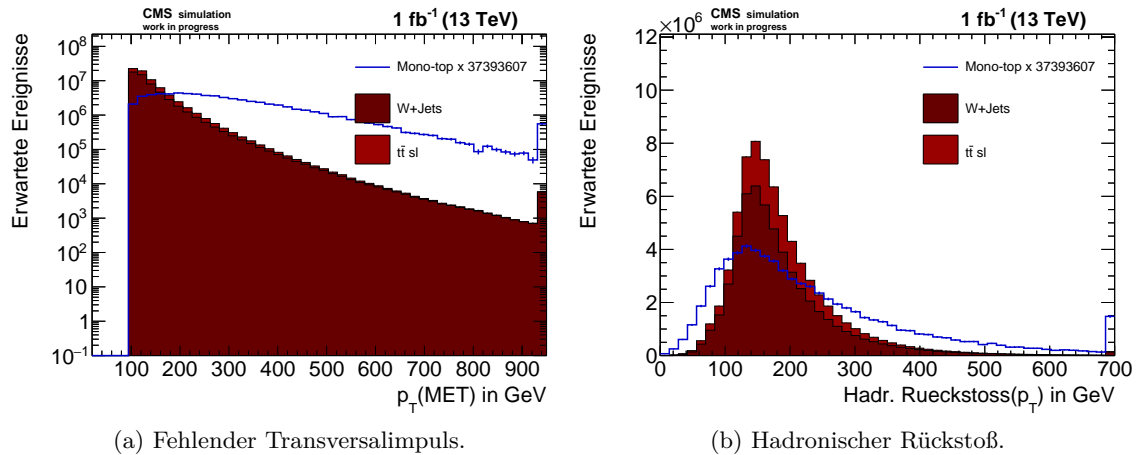 CMS simulation
work in progress
1 fb⁻¹ (13 TeV)
Erwartete Ereignisse
10⁸
10⁷
10⁶
10⁵
10⁴
10³
10²
10
1
10⁻¹
Mono-top x 37393607
W+Jets
tt̄ sl
100 200 300 400 500 600 700 800 900
p_T(MET) in GeV
(a) Fehlender Transversalimpuls.
CMS simulation
work in progress
1 fb⁻¹ (13 TeV)
×10⁶
Erwartete Ereignisse
12
10
8
6
4
2
0
Mono-top x 37393607
W+Jets
tt̄ sl
0 100 200 300 400 500 600 700
Hadr. Rueckstoss(p_T) in GeV
(b) Hadronischer Rückstoß.